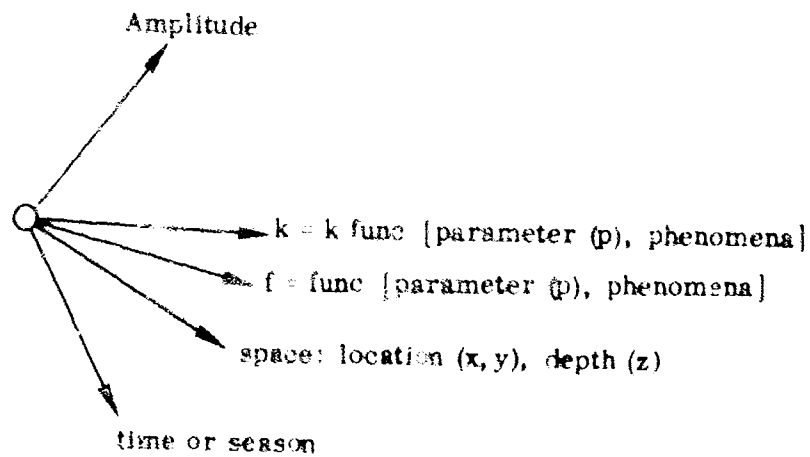 Amplitude
k = k func [parameter (p), phenomena]
f = func [parameter (p), phenomena]
space: location (x, y), depth (z)
time or season